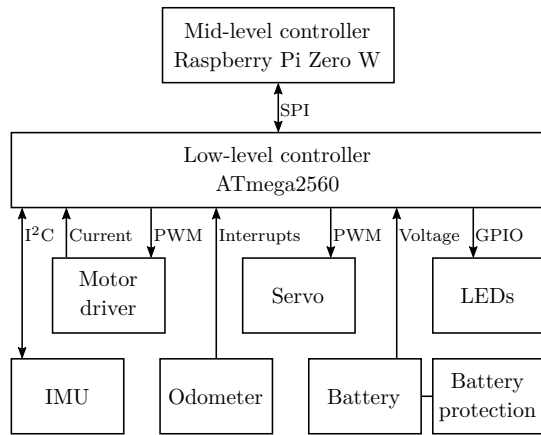 Mid-level controller
Raspberry Pi Zero W
SPI
Low-level controller
ATmega2560
I²C
Current
PWM
Interrupts
PWM
Voltage
GPIO
Motor
driver
Servo
LEDs
IMU
Odometer
Battery
Battery
protection